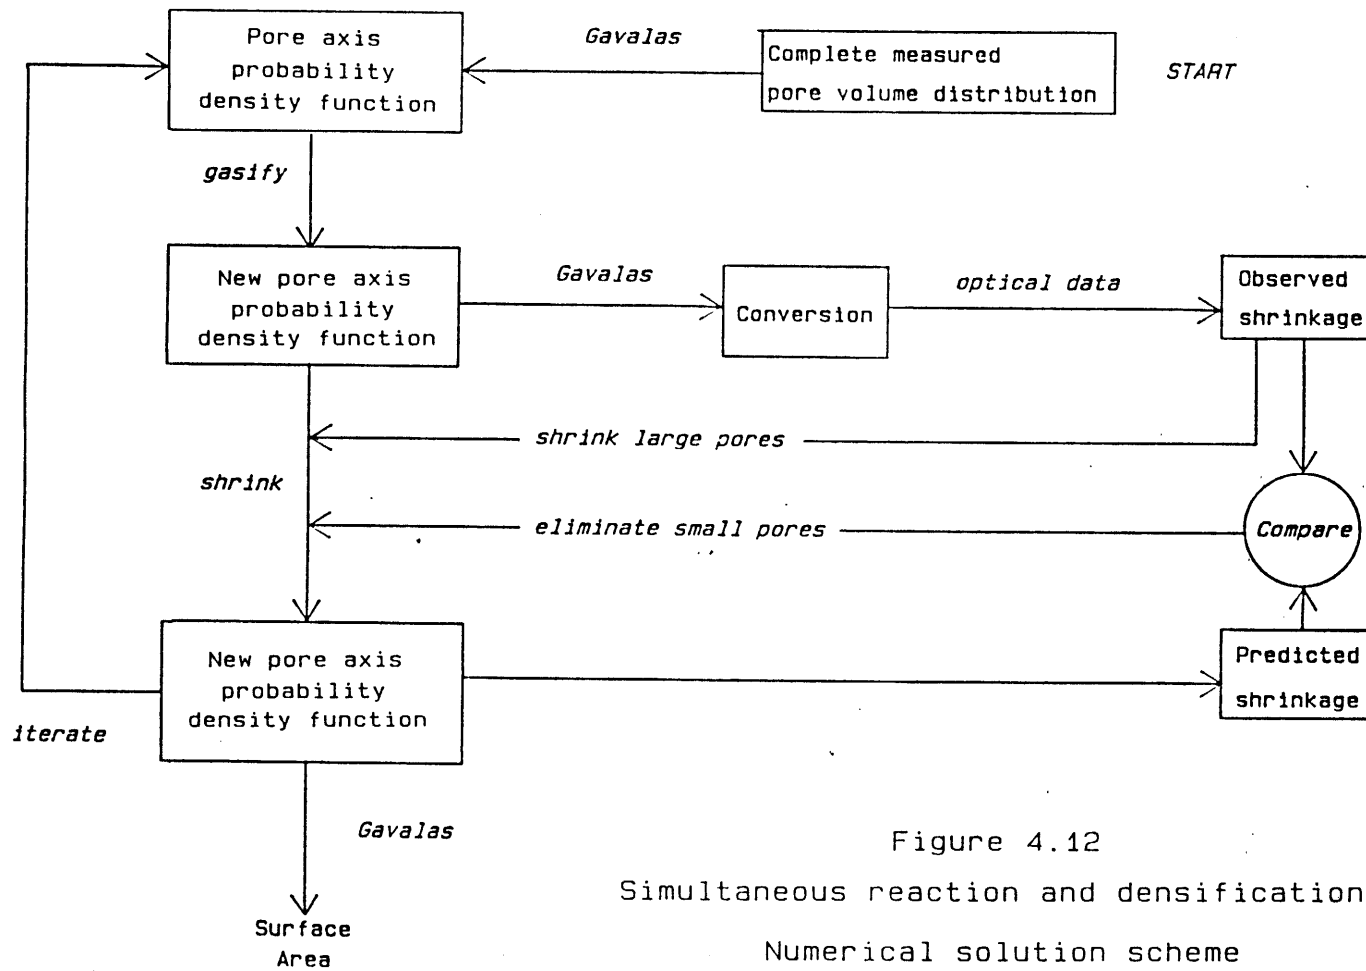 Pore axis
probability
density function
Gavalas
Complete measured
pore volume distribution
START
gasify
New pore axis
probability
density function
Gavalas
Conversion
optical data
Observed
shrinkage
shrink large pores
shrink
eliminate small pores
Compare
New pore axis
probability
density function
Predicted
shrinkage
iterate
Gavalas
Surface
Area
Figure 4.12
Simultaneous reaction and densification
Numerical solution scheme